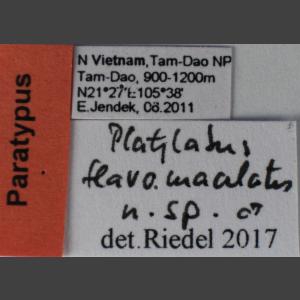 Paratypus
N Vietnam, Tam-Dao NP
Tam-Dao, 900-1200m
N21°27'E105°38'
E.Jendek, 06.2011
Platylabus
flavomaculatus
n. sp. ♂
det. Riedel 2017